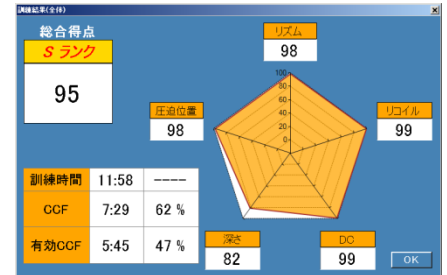 訓練結果(全体)
総合得点
S ランク
95
リズム
98
圧迫位置
98
リコイル
99
100
80
60
40
20
訓練時間 11:58 ----
CCF 7:29 62 %
有効CCF 5:45 47 %
深さ
82
DC
99
OK